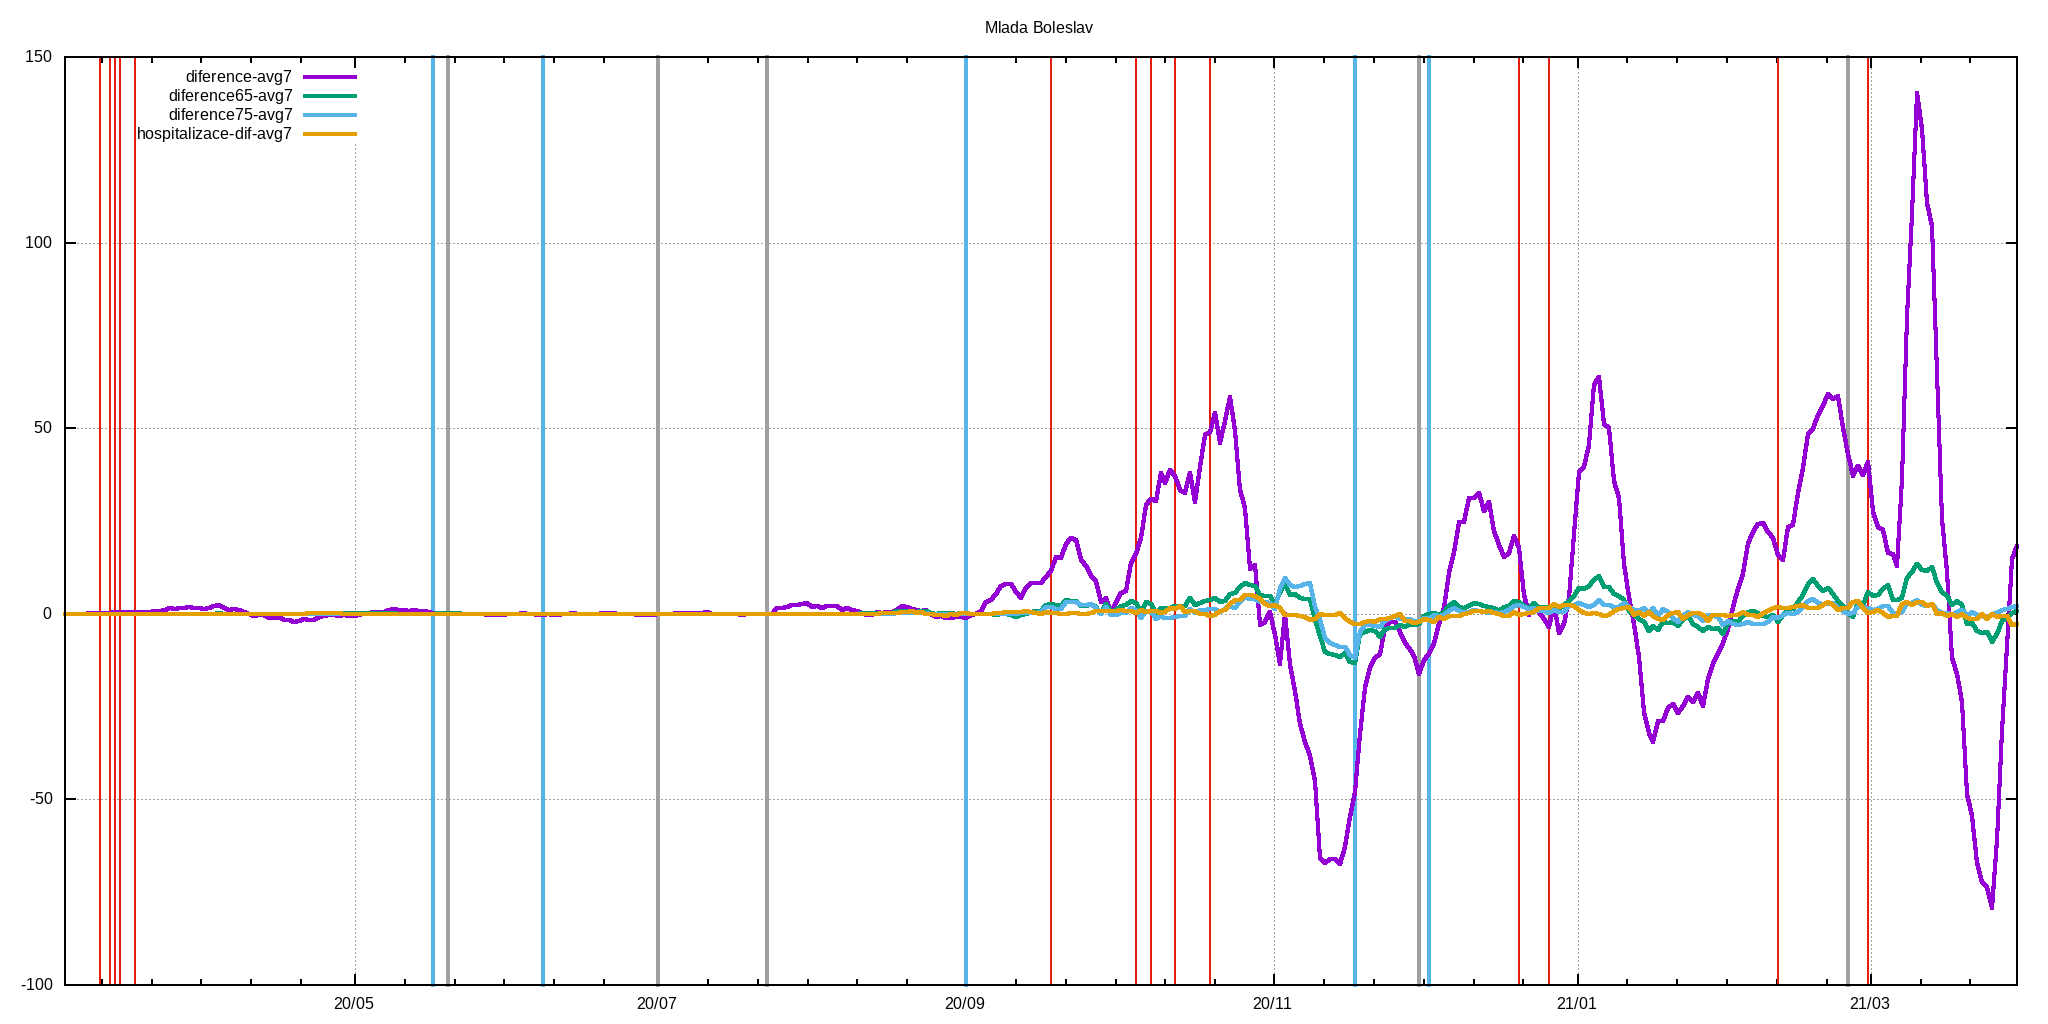 Mlada Boleslav
150
100
50
0
-50
-100
diference-avg7
diference65-avg7
diference75-avg7
hospitalizace-dif-avg7
20/05
20/07
20/09
20/11
21/01
21/03